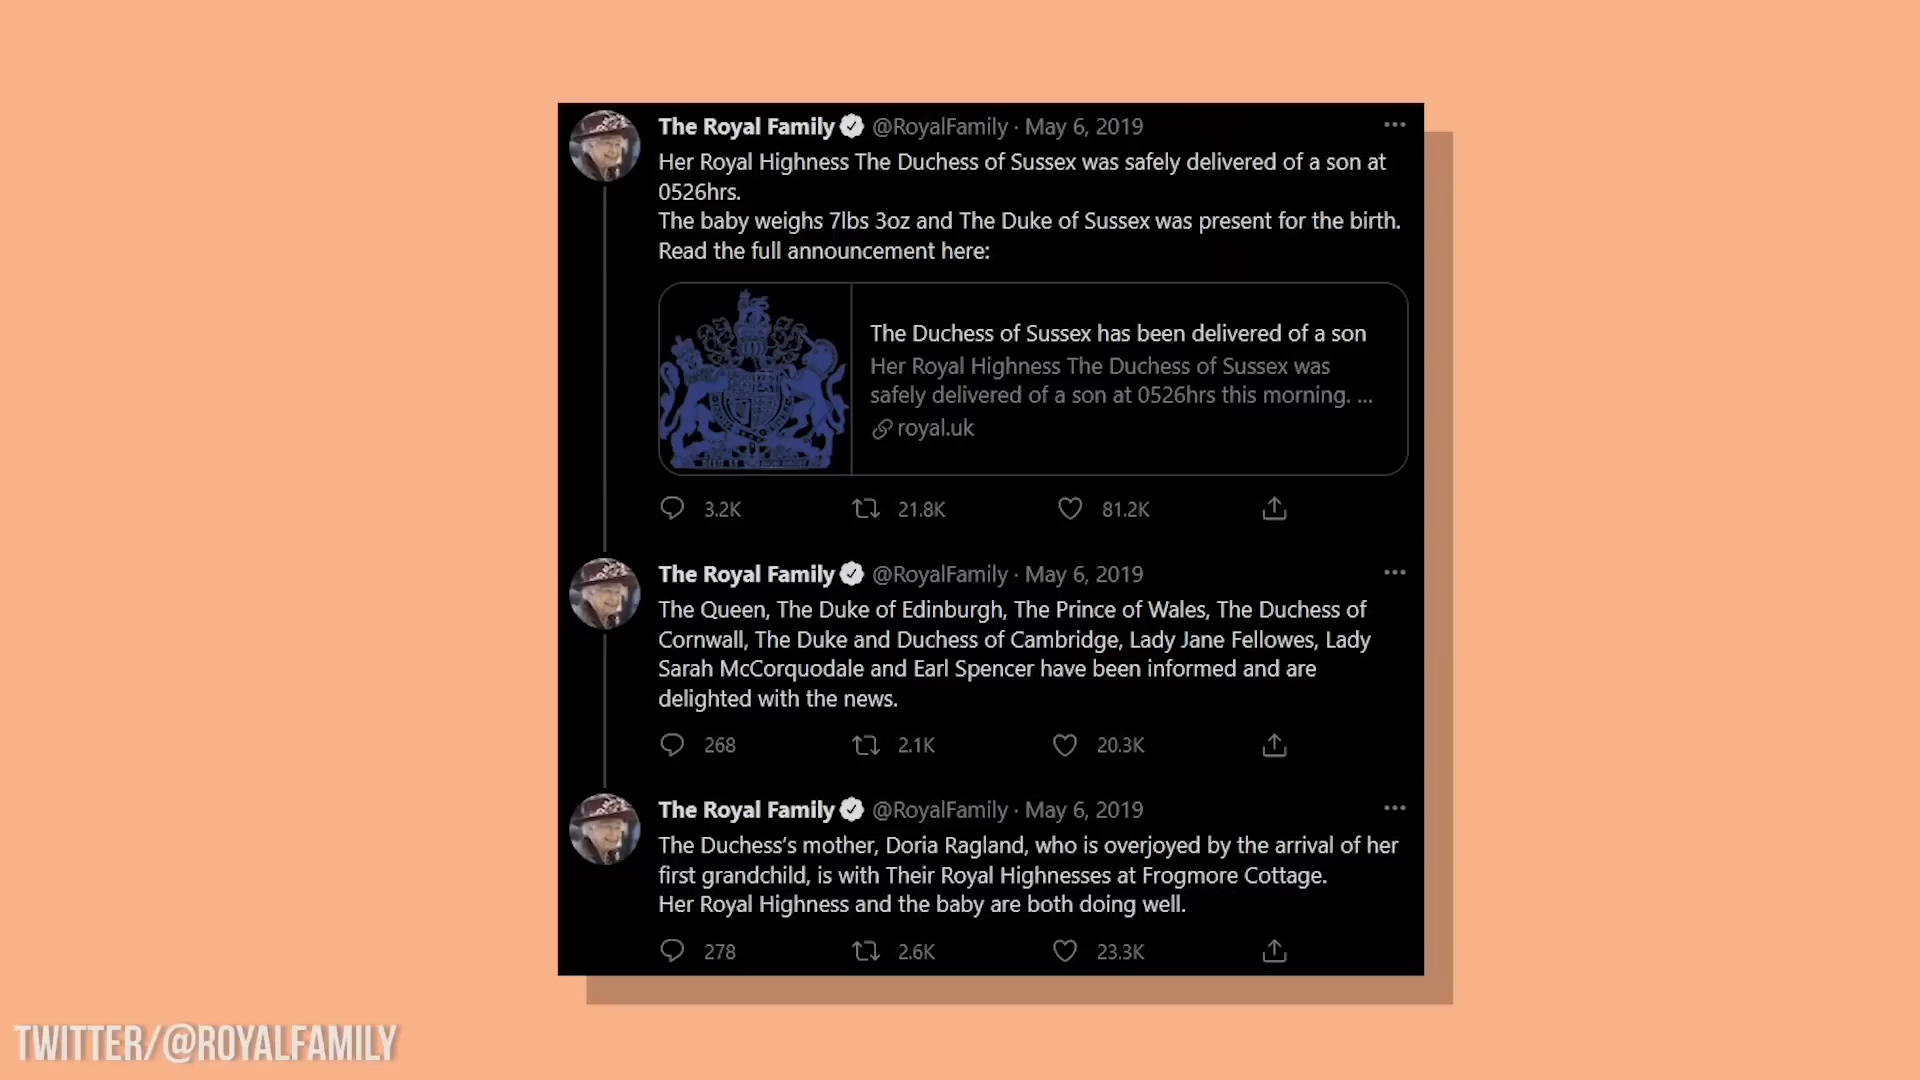 The Royal Family @RoyalFamily · May 6, 2019
Her Royal Highness The Duchess of Sussex was safely delivered of a son at
0526hrs.
The baby weighs 7lbs 3oz and The Duke of Sussex was present for the birth.
Read the full announcement here:
The Duchess of Sussex has been delivered of a son
Her Royal Highness The Duchess of Sussex was
safely delivered of a son at 0526hrs this morning. ...
royal.uk
3.2K 21.8K 81.2K
The Royal Family @RoyalFamily · May 6, 2019
The Queen, The Duke of Edinburgh, The Prince of Wales, The Duchess of
Cornwall, The Duke and Duchess of Cambridge, Lady Jane Fellowes, Lady
Sarah McCorquodale and Earl Spencer have been informed and are
delighted with the news.
268 2.1K 20.3K
The Royal Family @RoyalFamily · May 6, 2019
The Duchess’s mother, Doria Ragland, who is overjoyed by the arrival of her
first grandchild, is with Their Royal Highnesses at Frogmore Cottage.
Her Royal Highness and the baby are both doing well.
278 2.6K 23.3K
TWITTER/@ROYALFAMILY